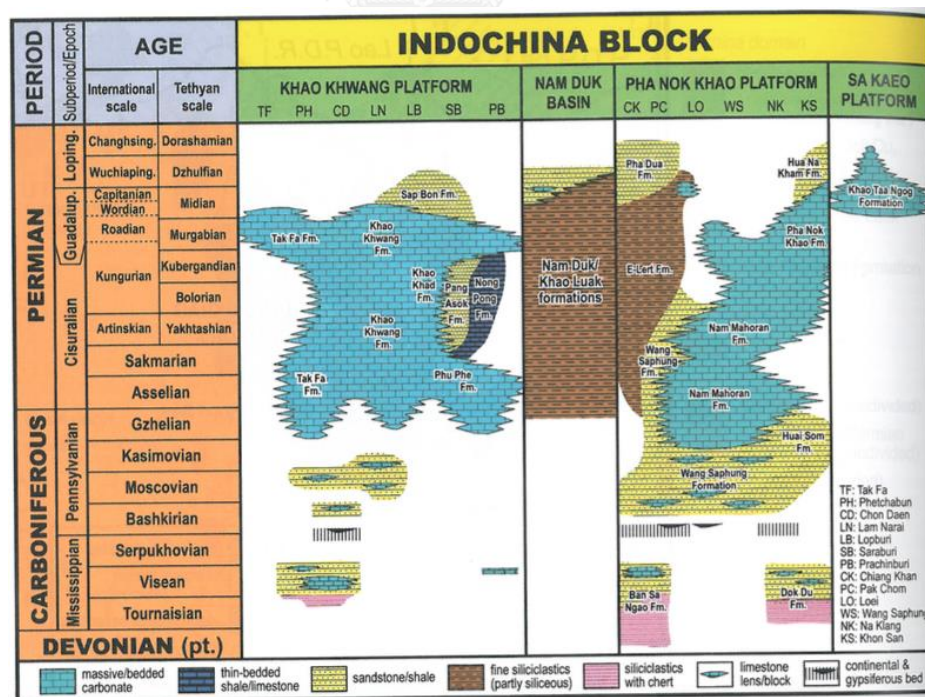 INDOCHINA BLOCK
PERIOD
Subperiod/Epoch
AGE
International scale
Tethyan scale
KHAO KHWANG PLATFORM
TF PH CD LN LB SB PB
NAM DUK BASIN
PHA NOK KHAO PLATFORM
CK PC LO WS NK KS
SA KAEO PLATFORM
PERMIAN
CARBONIFEROUS
DEVONIAN (pt.)
Loping.
Guadalup.
Cisuralian
Pennsylvanian
Mississippian
Changhsing. Dorashamian
Wuchiaping. Dzhulfian
Capitanian
Wordian
Midian
Roadian
Murgabian
Kungurian
Kubergandian
Bolorian
Artinskian Yakhtashian
Sakmarian
Asselian
Gzhelian
Kasimovian
Moscovian
Bashkirian
Serpukhovian
Visean
Tournaisian
Sap Bon Fm.
Tak Fa Fm.
Khao Khwang Fm.
Khao Khad Fm.
Pang Asok Fm.
Nong Pong Fm.
Khao Khwang Fm.
Tak Fa Fm.
Phu Phe Fm.
Nam Duk/ Khao Luak formations
Pha Dua Fm.
Hua Na Kham Fm.
Khao Taa Ngog Formation
Pha Nok Khao Fm.
E-Lert Fm.
Nam Mahoran Fm.
Wang Saphung Fm.
Nam Mahoran Fm.
Huai Som Fm.
Wang Saphung Formation
Ban Sa Ngao Fm.
Dok Du Fm.
TF: Tak Fa
PH: Phetchabun
CD: Chon Daen
LN: Lam Narai
LB: Lopburi
SB: Saraburi
PB: Prachinburi
CK: Chiang Khan
PC: Pak Chom
LO: Loei
WS: Wang Saphung
NK: Na Klang
KS: Khon San
massive/bedded carbonate
thin-bedded shale/limestone
sandstone/shale
fine siliciclastics (partly siliceous)
siliciclastics with chert
limestone lens/block
continental & gypsiferous bed